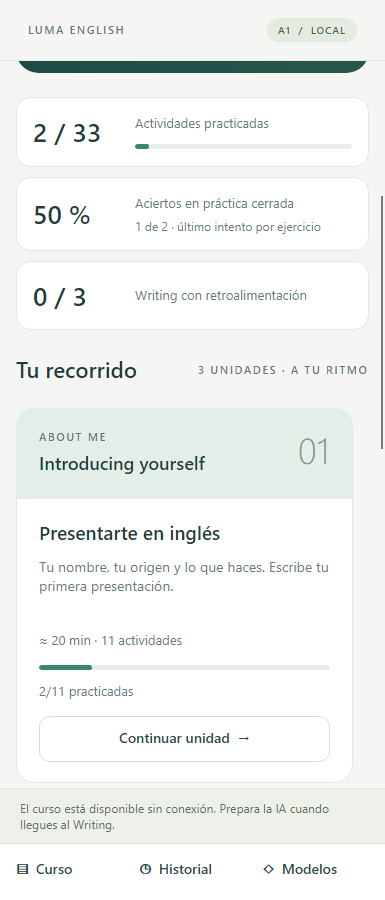 LUMA ENGLISH
A1 / LOCAL
2 / 33
Actividades practicadas
50 %
Aciertos en práctica cerrada
1 de 2 · último intento por ejercicio
0 / 3
Writing con retroalimentación
Tu recorrido
3 UNIDADES · A TU RITMO
ABOUT ME
Introducing yourself
01
Presentarte en inglés
Tu nombre, tu origen y lo que haces. Escribe tu
primera presentación.
≈ 20 min · 11 actividades
2/11 practicadas
Continuar unidad →
El curso está disponible sin conexión. Prepara la IA cuando
llegues al Writing.
Curso
Historial
Modelos